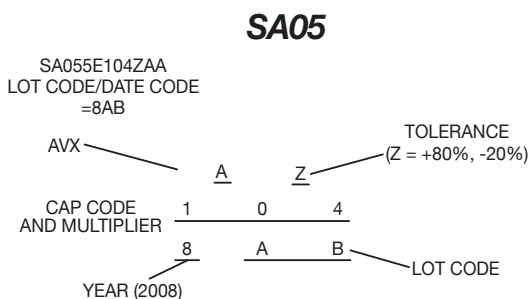 SA05
SA055E104ZAA
LOT CODE/DATE CODE
=8AB
AVX
TOLERANCE
(Z = +80%, -20%)
A Z
CAP CODE
AND MULTIPLIER
1 0 4
8 A B
LOT CODE
YEAR (2008)